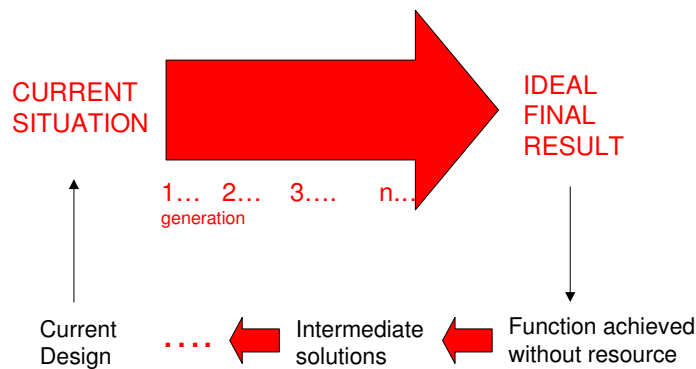 CURRENT
SITUATION
IDEAL
FINAL
RESULT
1... 2... 3.... n...
generation
Current
Design
....
Intermediate
solutions
Function achieved
without resource